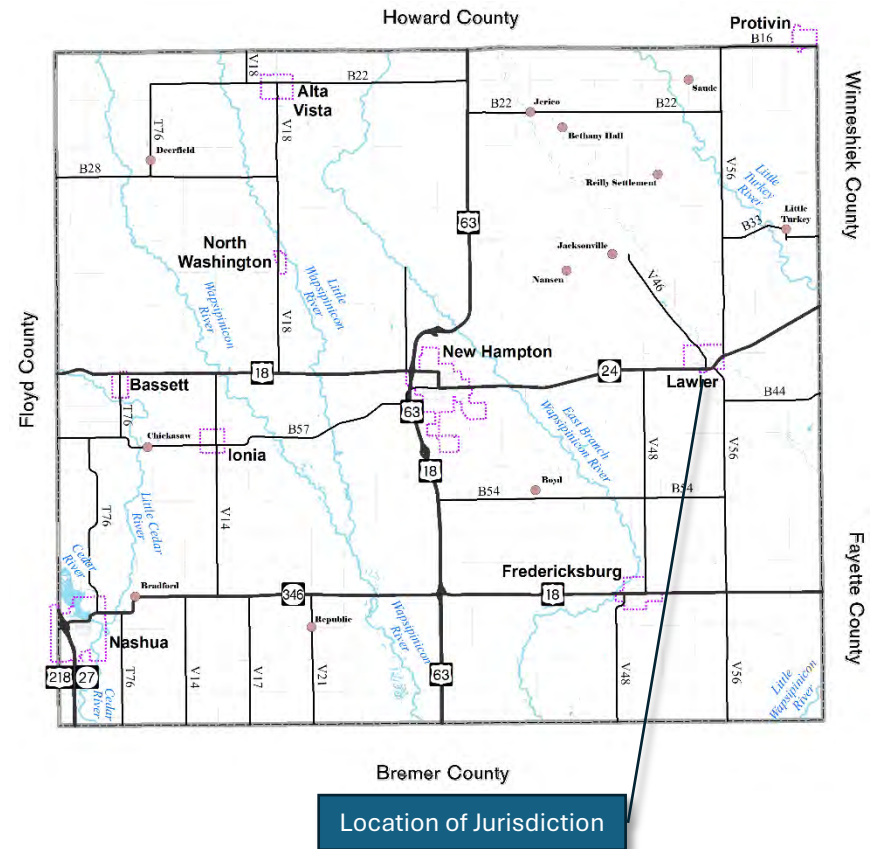 Howard County
Protivin
B16
V18
B22
Alta
Vista
Saude
B22
Jerico
B22
T76
V18
Bethany Hall
Deerfield
B28
Reilly Settlement
V56
Little
Turkey
River
Winneshiek County
Little
Turkey
B33
63
North
Washington
Jacksonville
Nansen
V46
Wapsipinicon
River
Little
Wapsipinicon
River
V18
Floyd County
New Hampton
18
24
Bassett
Lawler
T76
63
B44
Chickasaw
B57
Ionia
East Branch
Wapsipinicon River
V48
V56
18
Boyd
B54
B54
T76
Little Cedar
River
V14
Cedar
River
Fredericksburg
Fayette County
Bradford
346
18
Republic
Wapsipinicon
River
Nashua
218
27
Cedar
River
T76
V14
V17
V21
63
V48
V56
Little
Wapsipinicon
River
Bremer County
Location of Jurisdiction